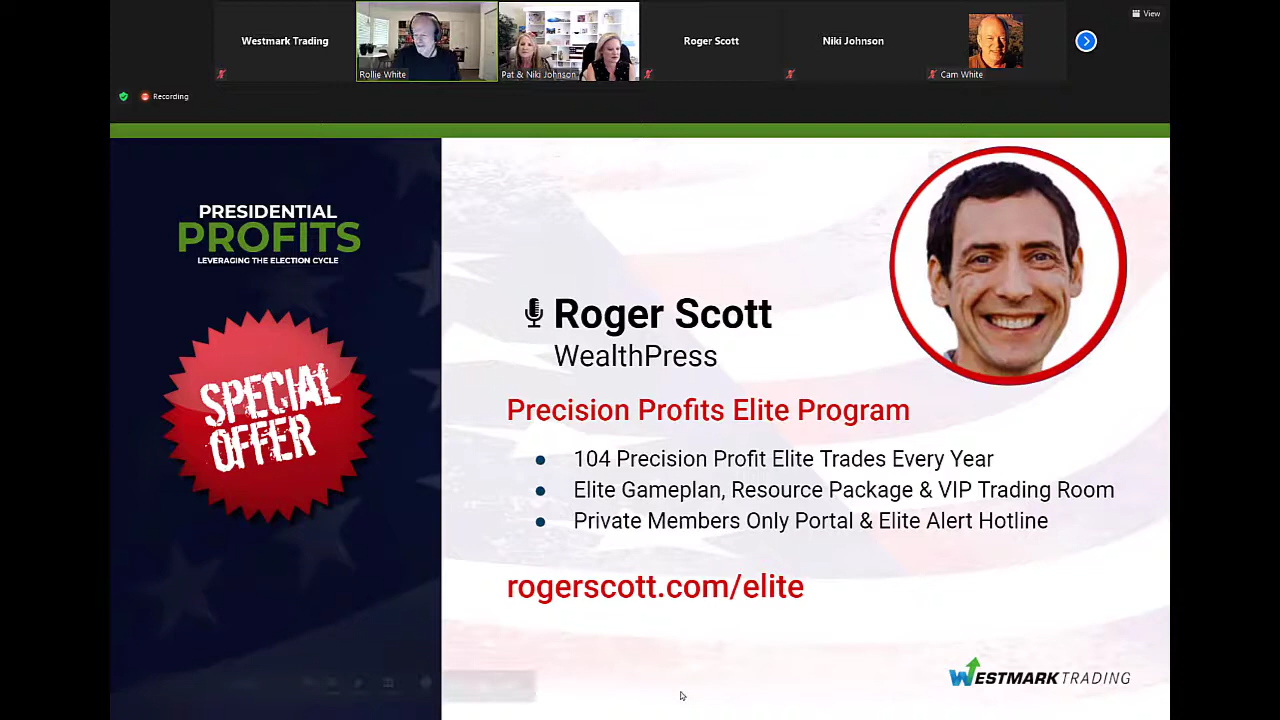 Westmark Trading
Rollie White
Pat & Niki Johnson
Roger Scott
Niki Johnson
Cam White
View
Recording
PRESIDENTIAL
PROFITS
LEVERAGING THE ELECTION CYCLE
SPECIAL
OFFER
Roger Scott
WealthPress
Precision Profits Elite Program
• 104 Precision Profit Elite Trades Every Year
• Elite Gameplan, Resource Package & VIP Trading Room
• Private Members Only Portal & Elite Alert Hotline
rogerscott.com/elite
WESTMARK TRADING